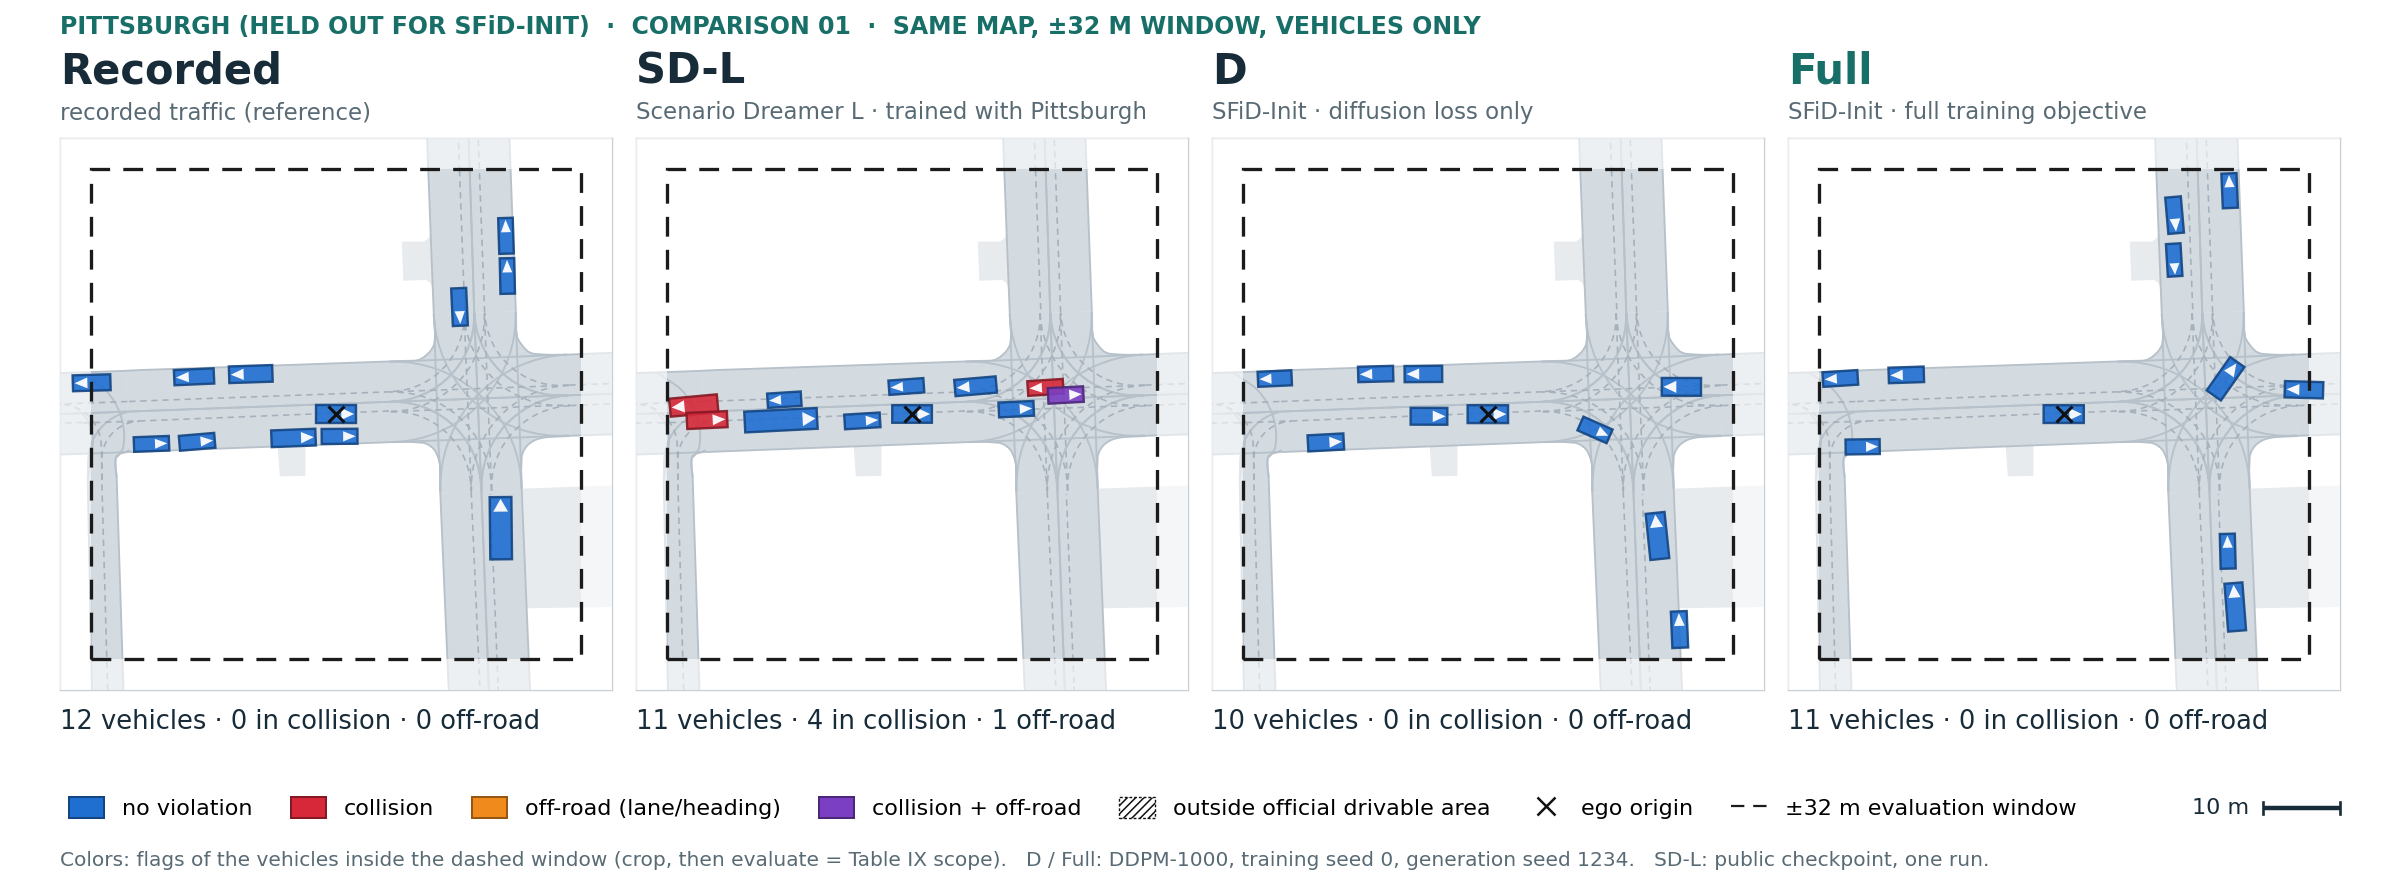 PITTSBURGH (HELD OUT FOR SFiD-INIT) · COMPARISON 01 · SAME MAP, ±32 M WINDOW, VEHICLES ONLY
Recorded
recorded traffic (reference)
SD-L
Scenario Dreamer L · trained with Pittsburgh
D
SFiD-Init · diffusion loss only
Full
SFiD-Init · full training objective
12 vehicles · 0 in collision · 0 off-road
11 vehicles · 4 in collision · 1 off-road
10 vehicles · 0 in collision · 0 off-road
11 vehicles · 0 in collision · 0 off-road
no violation
collision
off-road (lane/heading)
collision + off-road
outside official drivable area
ego origin
±32 m evaluation window
10 m
Colors: flags of the vehicles inside the dashed window (crop, then evaluate = Table IX scope). D / Full: DDPM-1000, training seed 0, generation seed 1234. SD-L: public checkpoint, one run.